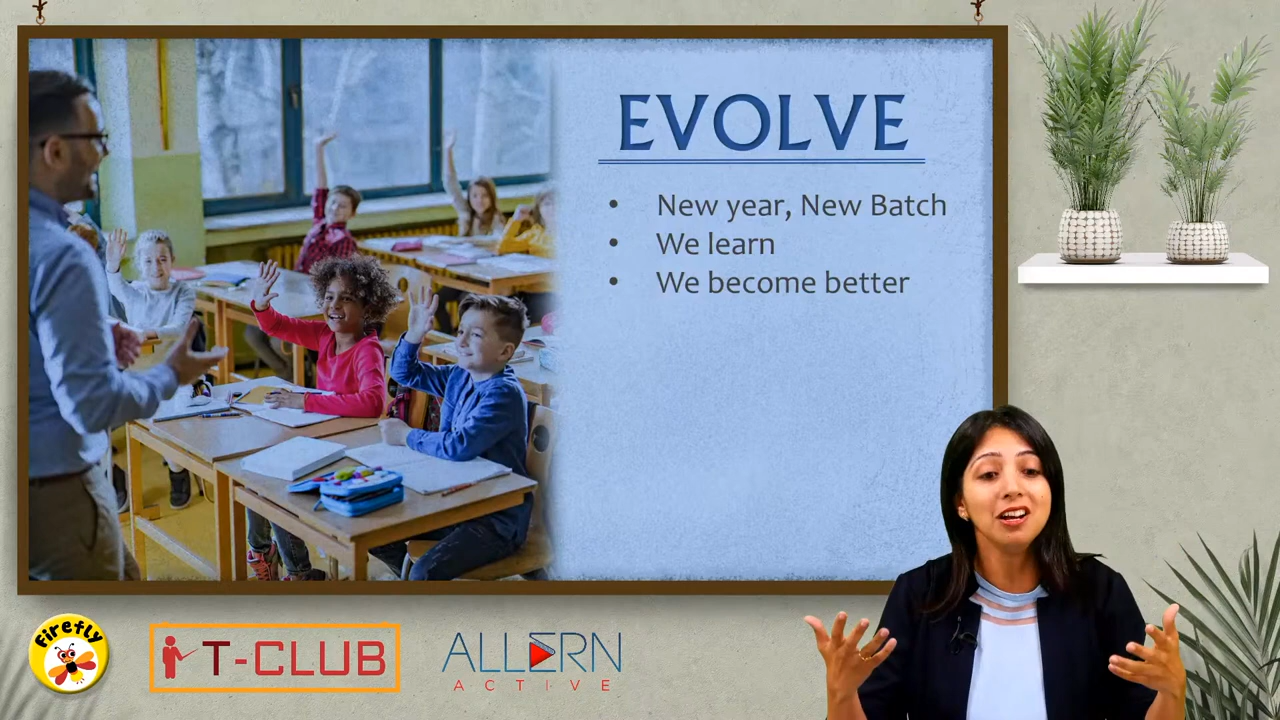 EVOLVE
• New year, New Batch
• We learn
• We become better
Firefly
T-CLUB
ALLERN
ACTIVE